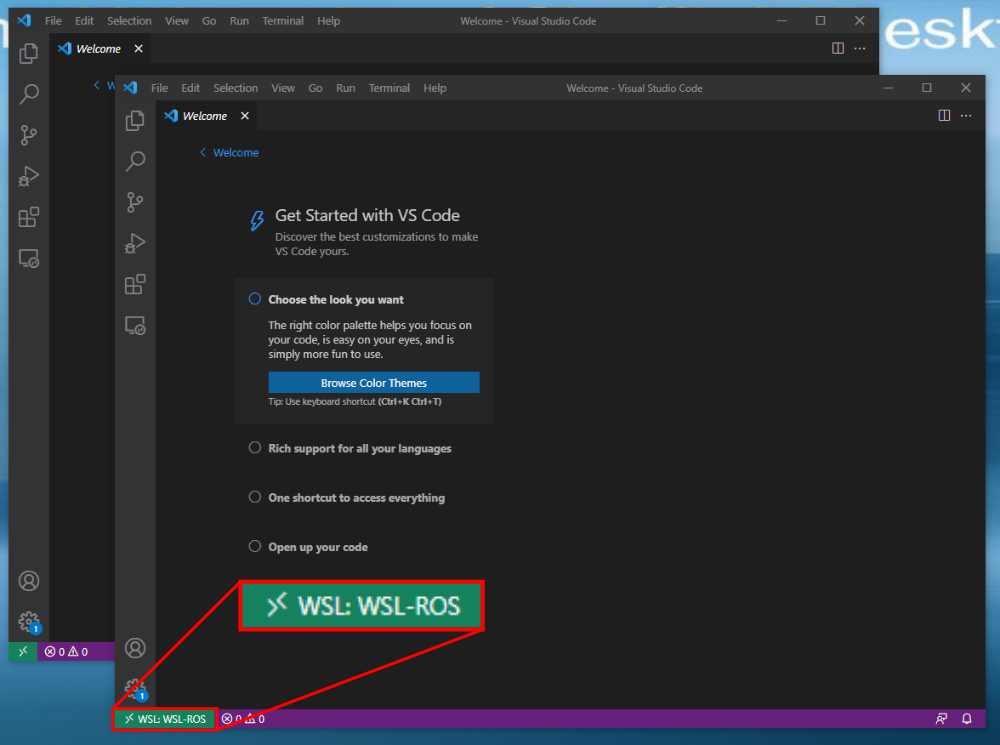 eskt
File Edit Selection View Go Run Terminal Help Welcome - Visual Studio Code
Welcome
W
0 0
1
File Edit Selection View Go Run Terminal Help Welcome - Visual Studio Code
Welcome
Welcome
Get Started with VS Code
Discover the best customizations to make
VS Code yours.
Choose the look you want
The right color palette helps you focus on
your code, is easy on your eyes, and is
simply more fun to use.
Browse Color Themes
Tip: Use keyboard shortcut (Ctrl+K Ctrl+T)
Rich support for all your languages
One shortcut to access everything
Open up your code
WSL: WSL-ROS
1
WSL: WSL-ROS 0 0